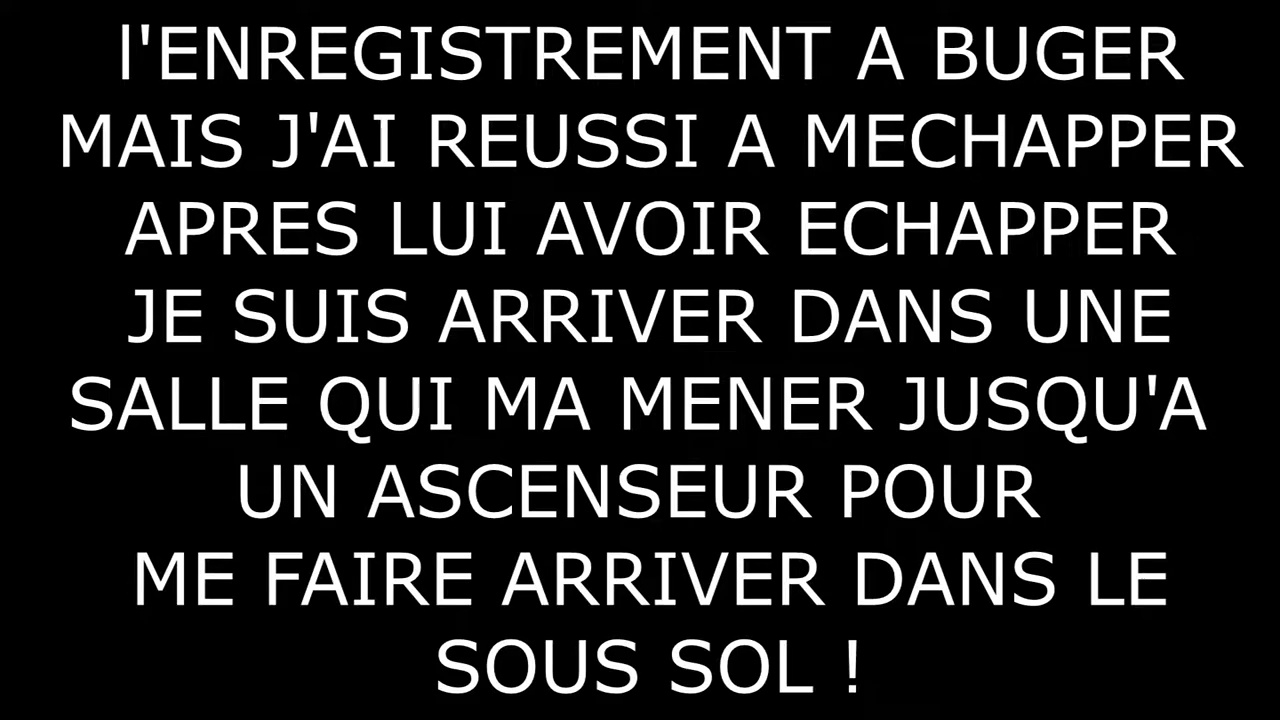 l'ENREGISTREMENT A BUGER
MAIS J'AI REUSSI A MECHAPPER
APRES LUI AVOIR ECHAPPER
JE SUIS ARRIVER DANS UNE
SALLE QUI MA MENER JUSQU'A
UN ASCENSEUR POUR
ME FAIRE ARRIVER DANS LE
SOUS SOL !